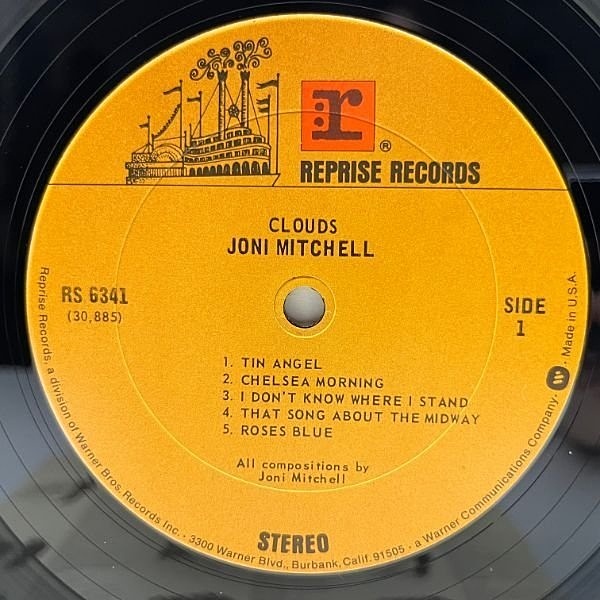 r
®
REPRISE RECORDS
CLOUDS
JONI MITCHELL
RS 6341
(30,885)
SIDE
1
1. TIN ANGEL
2. CHELSEA MORNING
3. I DON'T KNOW WHERE I STAND
4. THAT SONG ABOUT THE MIDWAY
5. ROSES BLUE
All compositions by
Joni Mitchell
STEREO
Reprise Records, a division of Warner Bros. Records Inc. · 3300 Warner Blvd., Burbank, Calif. 91505 · a Warner Communications Company · Made in U.S.A.